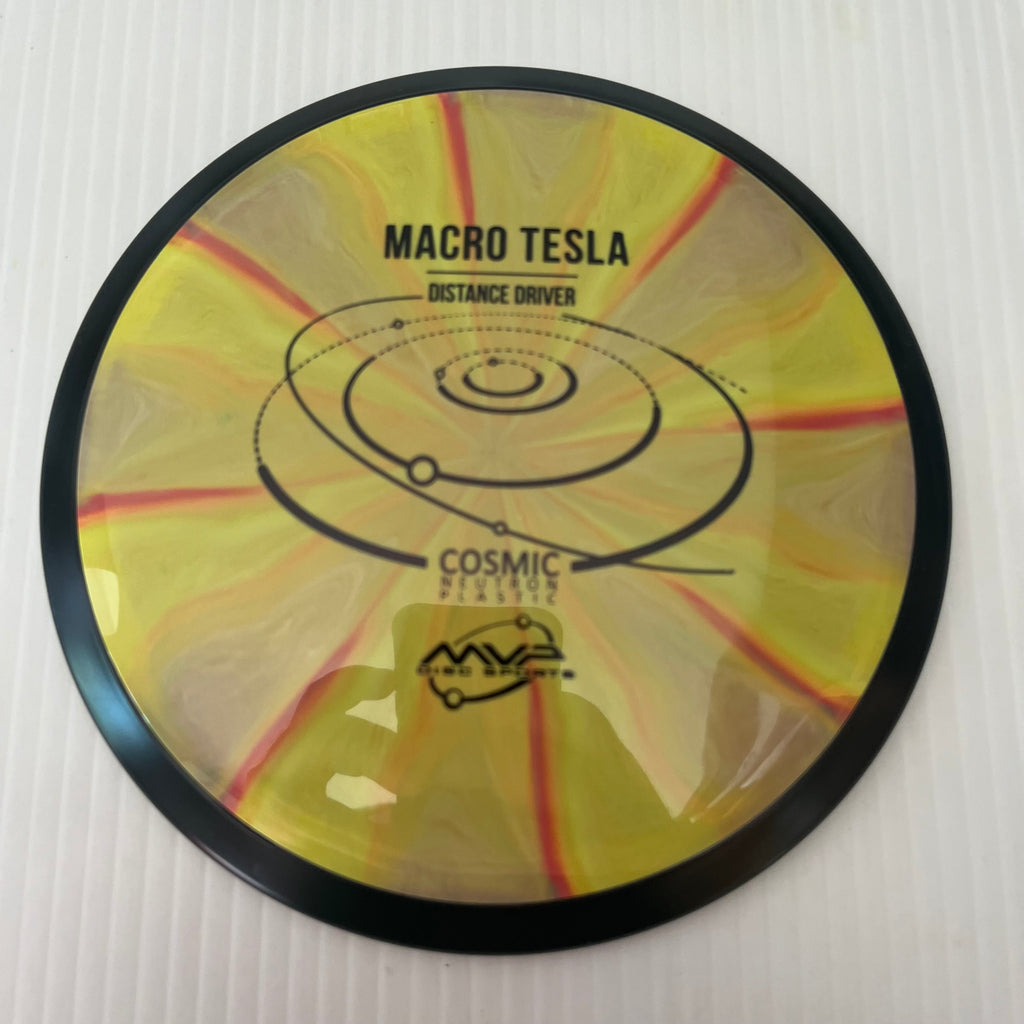 MACRO TESLA
DISTANCE DRIVER
COSMIC
NEUTRON
PLASTIC
MVP
DISC SPORTS